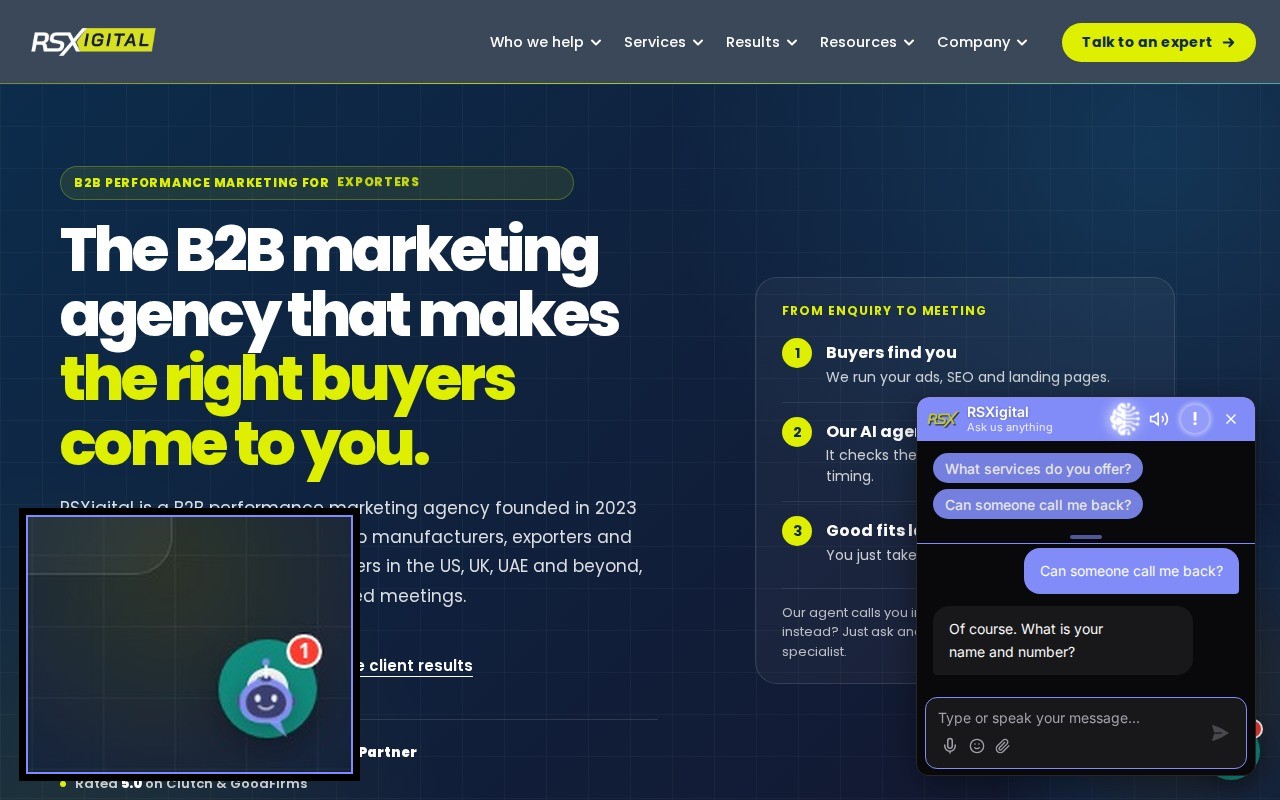 RSXIGITAL
Who we help
Services
Results
Resources
Company
Talk to an expert
B2B PERFORMANCE MARKETING FOR EXPORTERS
The B2B marketing
agency that makes
the right buyers
come to you.
RSXigital is a B2B performance marketing agency founded in 2023
manufacturers, exporters and
in the US, UK, UAE and beyond,
meetings.
client results
Partner
Rated 5.0 on Clutch & GoodFirms
1
FROM ENQUIRY TO MEETING
1
Buyers find you
We run your ads, SEO and landing pages.
2
Our AI
It checks the
timing.
3
Good fits
You just take
Our agent calls you
instead? Just ask
specialist.
RSX
RSXigital
Ask us anything
!
What services do you offer?
Can someone call me back?
Can someone call me back?
Of course. What is your
name and number?
Type or speak your message...